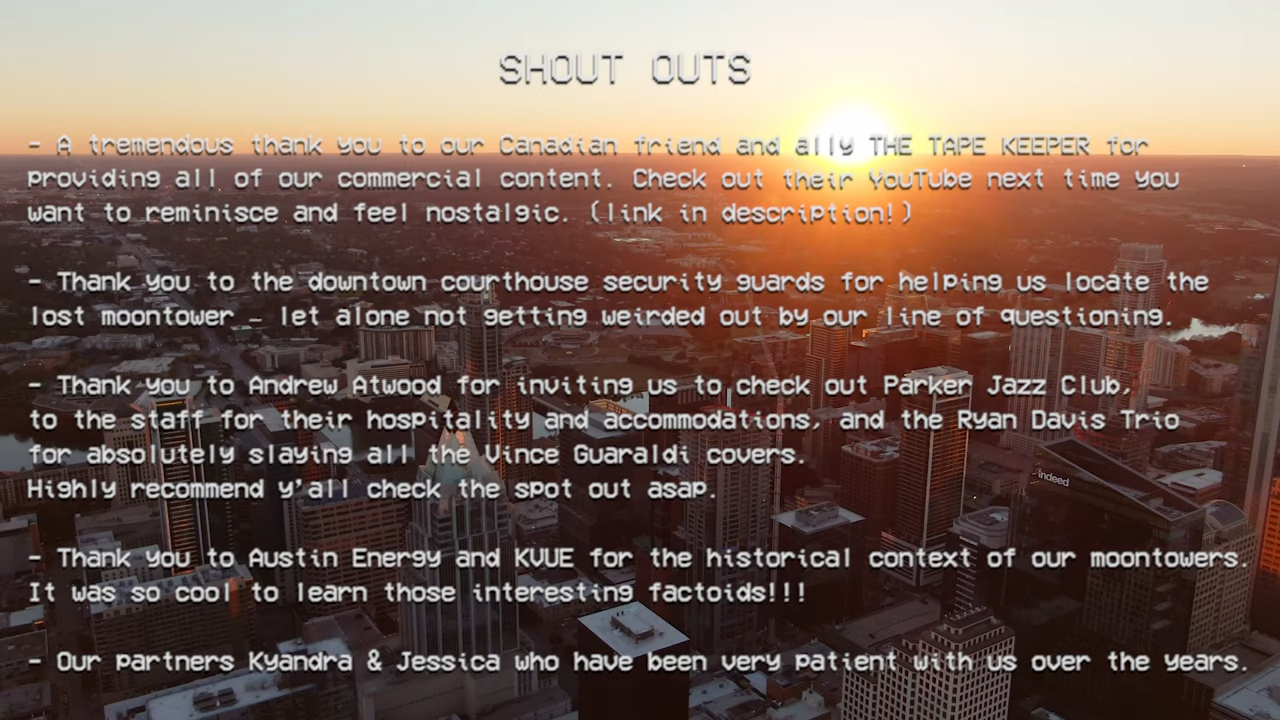 SHOUT OUTS
- A tremendous thank you to our Canadian friend and ally THE TAPE KEEPER for
providing all of our commercial content. Check out their YouTube next time you
want to reminisce and feel nostalgic. (link in description!)
- Thank you to the downtown courthouse security guards for helping us locate the
lost moontower - let alone not getting weirded out by our line of questioning.
- Thank you to Andrew Atwood for inviting us to check out Parker Jazz Club,
to the staff for their hospitality and accommodations, and the Ryan Davis Trio
for absolutely slaying all the Vince Guaraldi covers.
indeed
Highly recommend y'all check the spot out asap.
- Thank you to Austin Energy and KVUE for the historical context of our moontowers.
It was so cool to learn those interesting factoids!!!
- Our partners Kyandra & Jessica who have been very patient with us over the years.